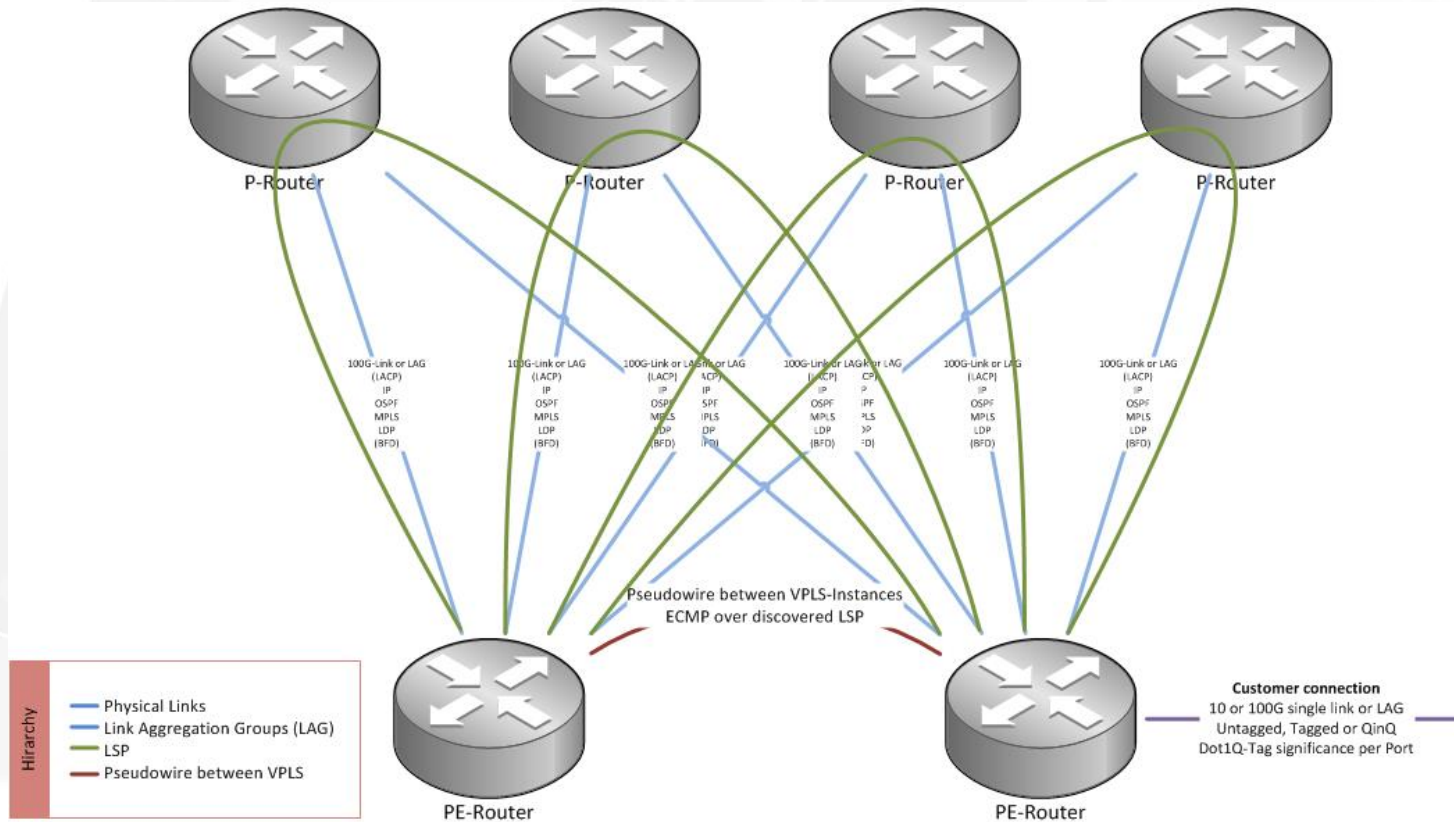 P-Router
P-Router
P-Router
P-Router
100G-Link or LAG
(LACP)
IP
OSPF
MPLS
LDP
(BFD)
100G-Link or LAG
(LACP)
IP
OSPF
MPLS
LDP
(BFD)
100G-Link or LAG
(LACP)
IP
OSPF
MPLS
LDP
(BFD)
or LAG
IP
100G-Link or LAG
(LACP)
IP
OSPF
MPLS
LDP
(BFD)
or LAG
100G-Link or LAG
(LACP)
IP
OSPF
MPLS
LDP
(BFD)
100G-Link or LAG
(LACP)
IP
OSPF
MPLS
LDP
(BFD)
Pseudowire between VPLS-Instances
ECMP over discovered LSP
Hirarchy
Physical Links
Link Aggregation Groups (LAG)
LSP
Pseudowire between VPLS
Customer connection
10 or 100G single link or LAG
Untagged, Tagged or QinQ
Dot1Q-Tag significance per Port
PE-Router
PE-Router